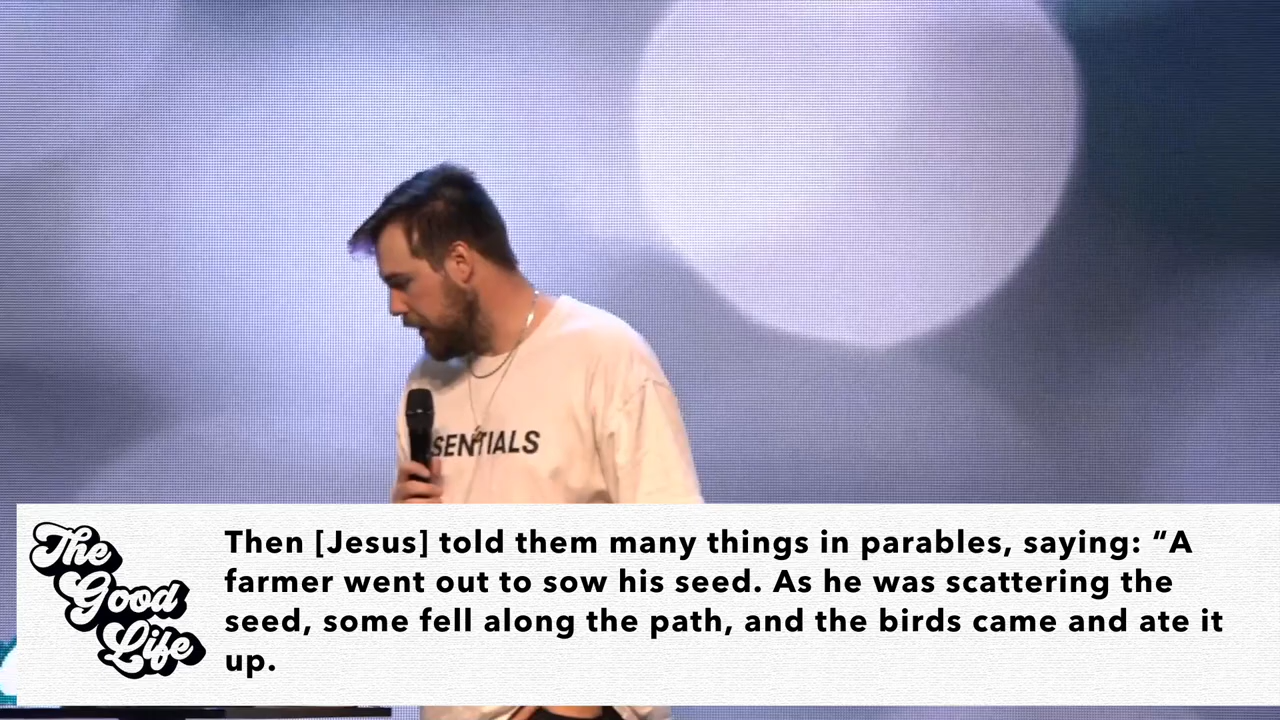 SENTIALS
The
Good
Life
Then [Jesus] told them many things in parables, saying: “A
farmer went out to sow his seed. As he was scattering the
seed, some fell along the path, and the birds came and ate it
up.